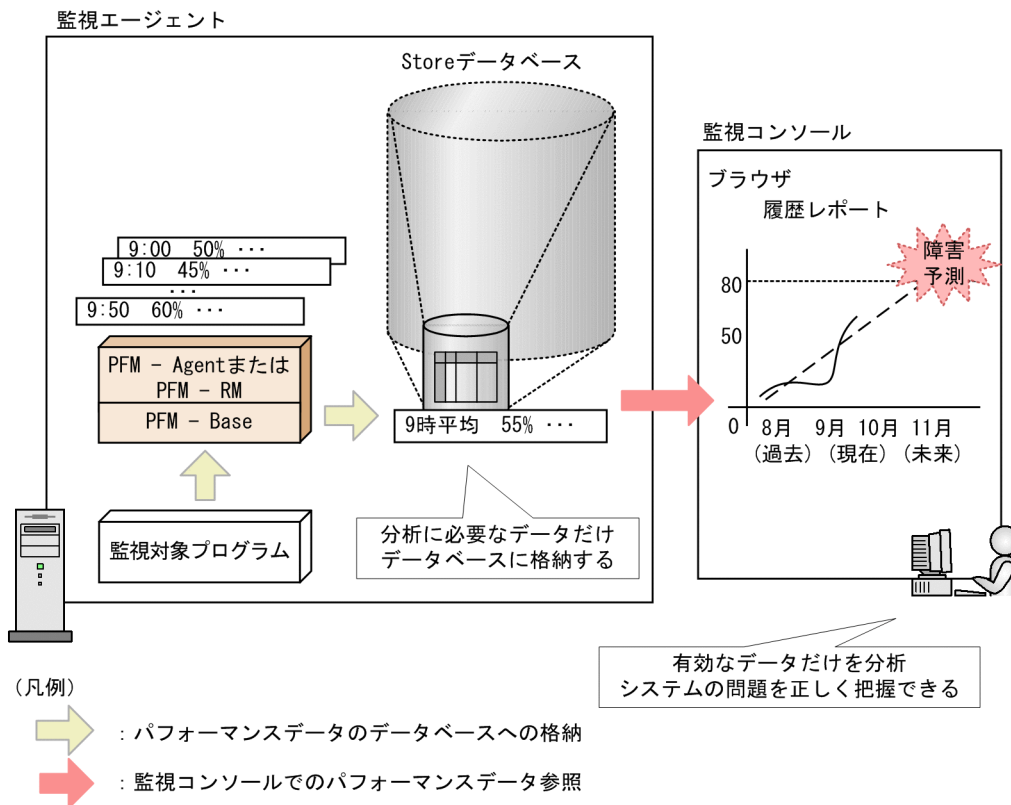 監視エージェント
Storeデータベース
9:00 50% ･･･
9:10 45% ･･･
･･･
9:50 60% ･･･
PFM − Agentまたは
PFM − RM
PFM − Base
9時平均 55% ･･･
監視対象プログラム
分析に必要なデータだけ
データベースに格納する
監視コンソール
ブラウザ
履歴レポート
障害
予測
80
50
0
8月 9月 10月 11月
(過去) (現在) (未来)
有効なデータだけを分析
システムの問題を正しく把握できる
(凡例)
：パフォーマンスデータのデータベースへの格納
：監視コンソールでのパフォーマンスデータ参照